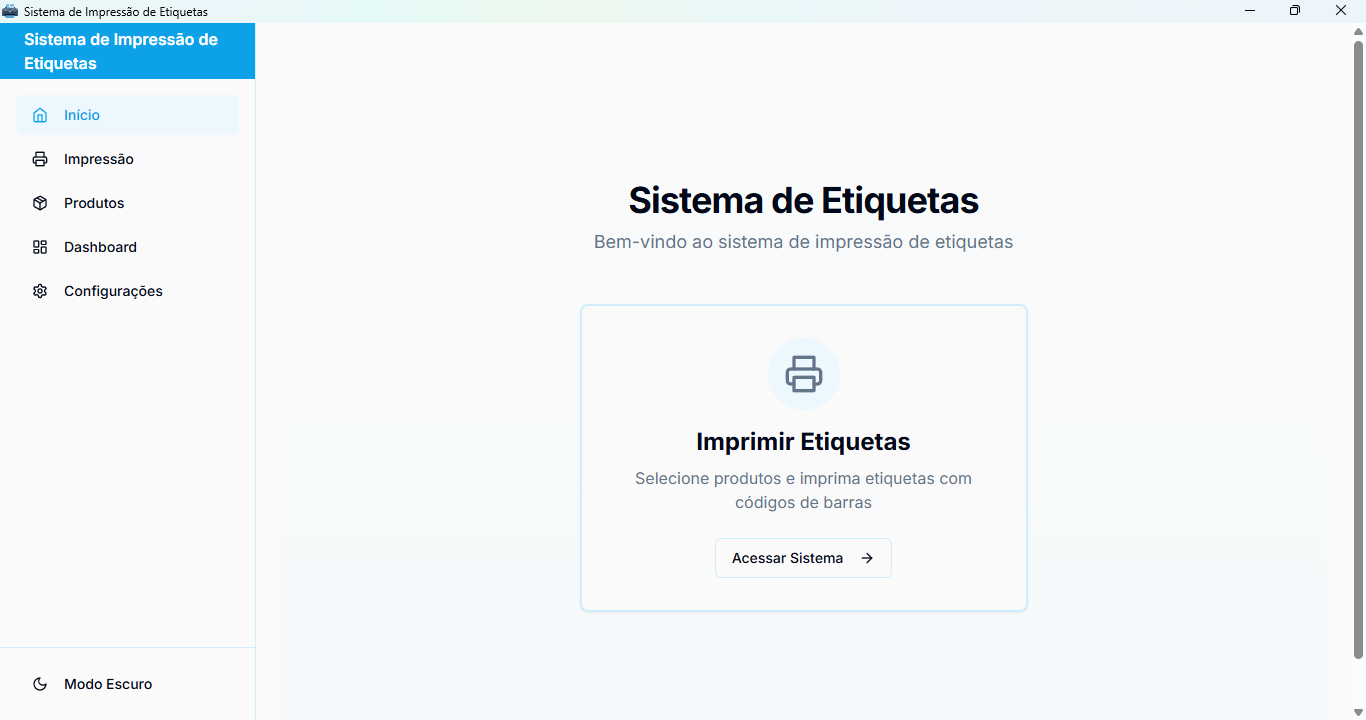 Sistema de Impressão de Etiquetas
Sistema de Impressão de
Etiquetas
Início
Impressão
Produtos
Dashboard
Configurações
Modo Escuro
Sistema de Etiquetas
Bem-vindo ao sistema de impressão de etiquetas
Imprimir Etiquetas
Selecione produtos e imprima etiquetas com
códigos de barras
Acessar Sistema